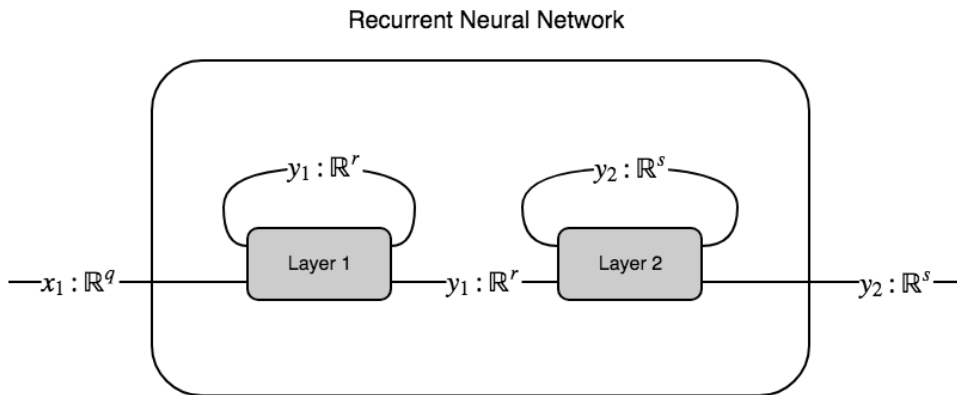 Recurrent Neural Network
y₁ : ℝʳ
y₂ : ℝˢ
Layer 1
Layer 2
x₁ : ℝ^q
y₁ : ℝʳ
y₂ : ℝˢ